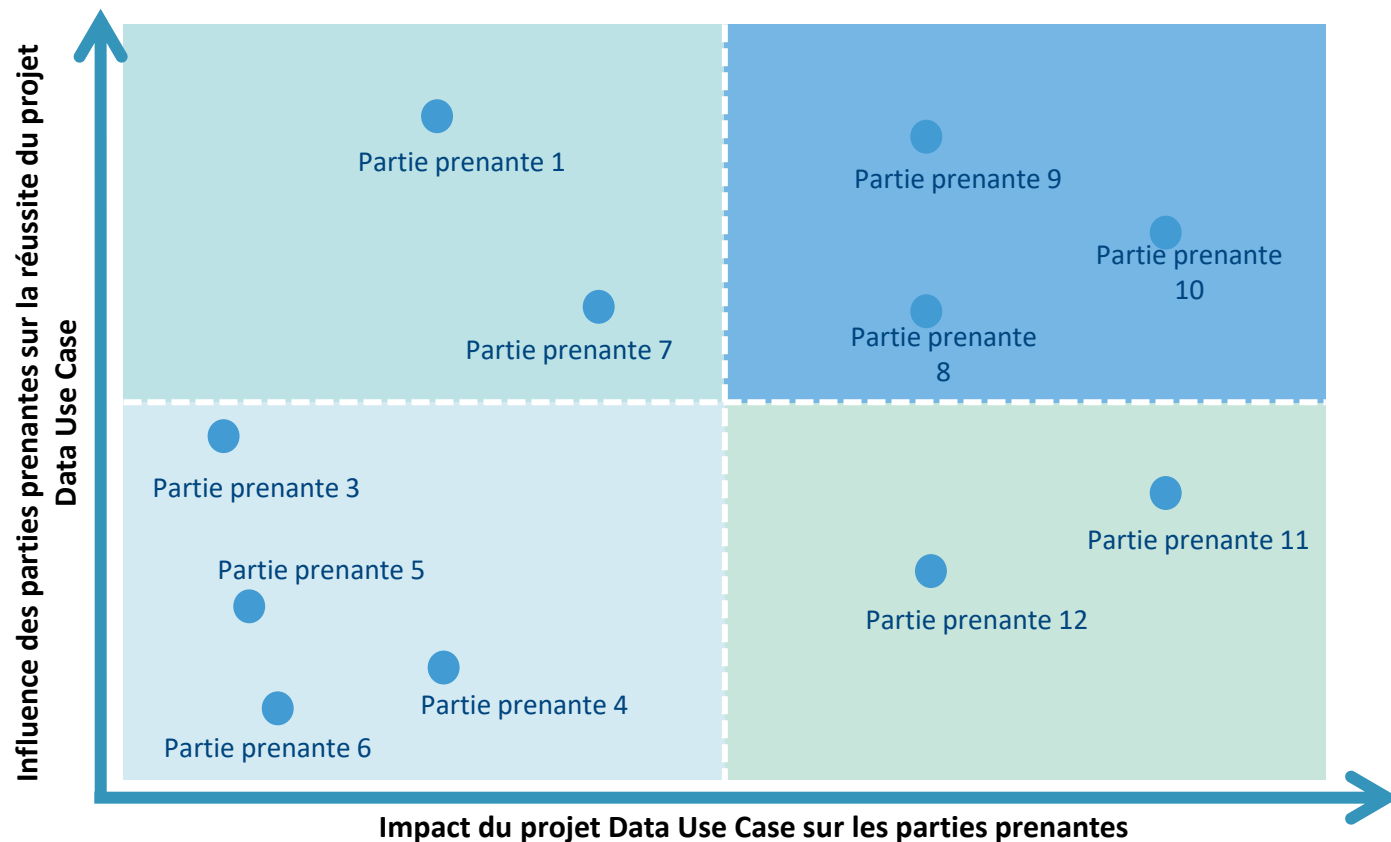 Influence des parties prenantes sur la réussite du projet
Data Use Case
Partie prenante 1
Partie prenante 9
Partie prenante
10
Partie prenante 7
Partie prenante
8
Partie prenante 3
Partie prenante 5
Partie prenante 11
Partie prenante 12
Partie prenante 4
Partie prenante 6
Impact du projet Data Use Case sur les parties prenantes